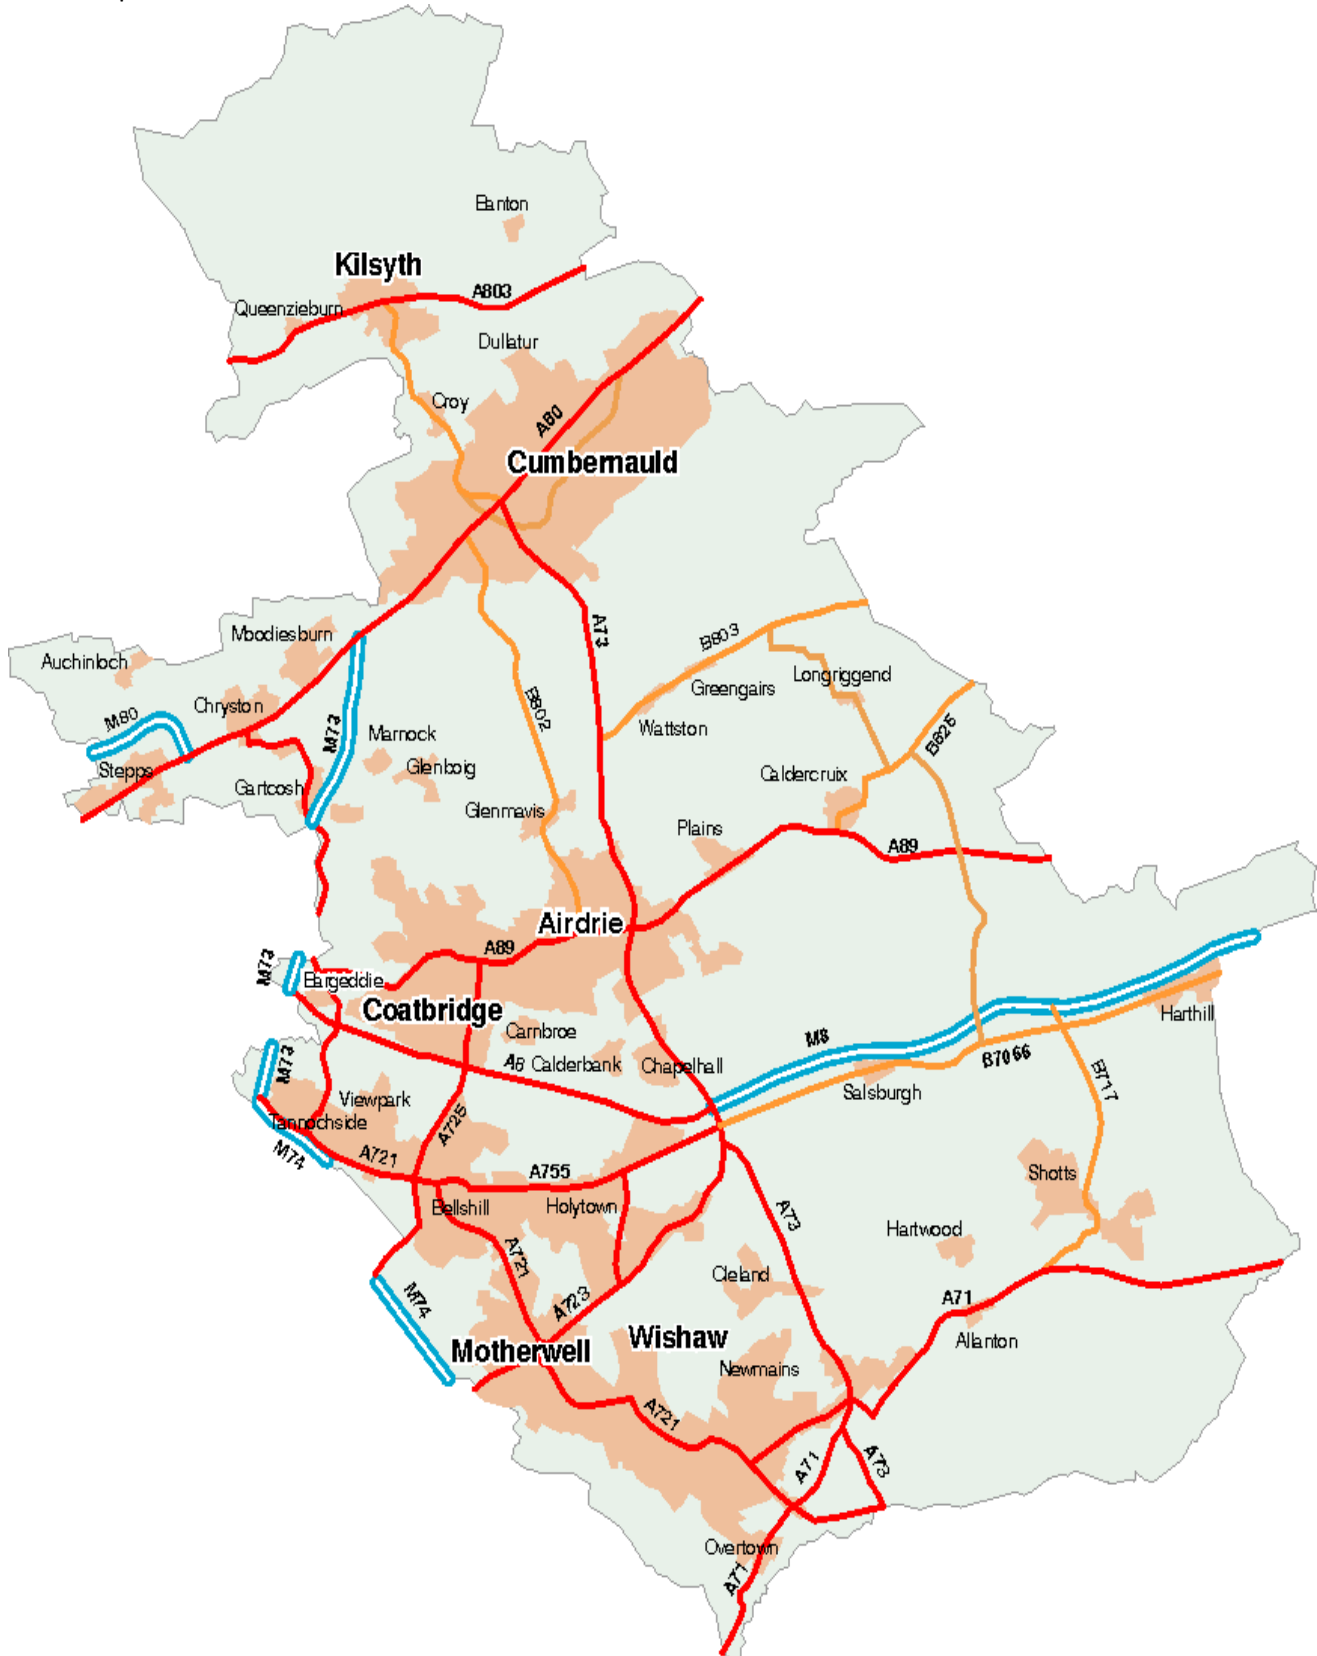 Banton
Kilsyth
A803
Queenzieburn
Dullatur
Croy
A80
Cumbernauld
A73
B803
Moodiesburn
Auchinloch
Longriggend
Greengairs
Chryston
B802
M80
M73
Wattston
Marnock
B825
Glenboig
Stepps
Caldercruix
Gartcosh
Glenmavis
Plains
A89
Airdrie
A89
M73
Bargeddie
Coatbridge
Harthill
Carnbroe
M8
B7066
M73
A8
Calderbank
Chapelhall
Salsburgh
B717
Viewpark
Tannochside
A725
M74
A721
A755
Shotts
Bellshill
Holytown
A73
Hartwood
A721
Cleland
M74
A723
A71
Wishaw
Allanton
Motherwell
Newmains
A721
A71
A73
Overtown
A71